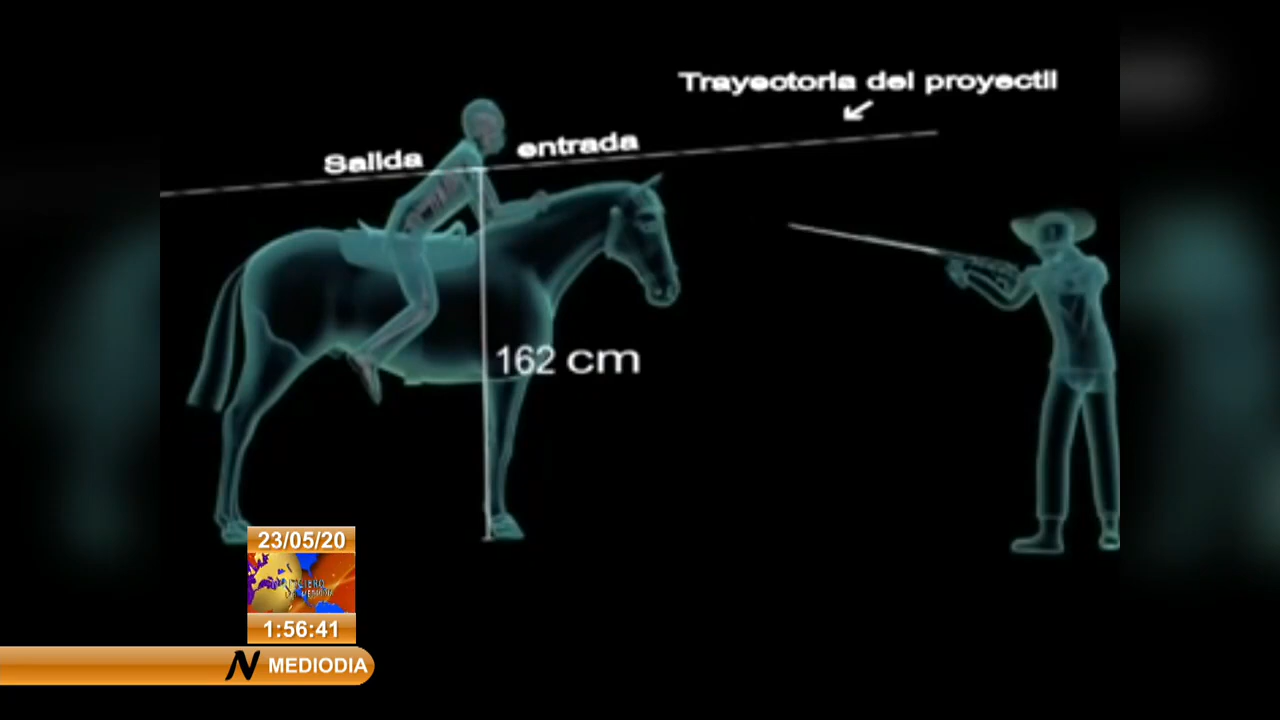 Trayectoria del proyectil
Salida
entrada
162 cm
23/05/20
1:56:41
N MEDIODIA